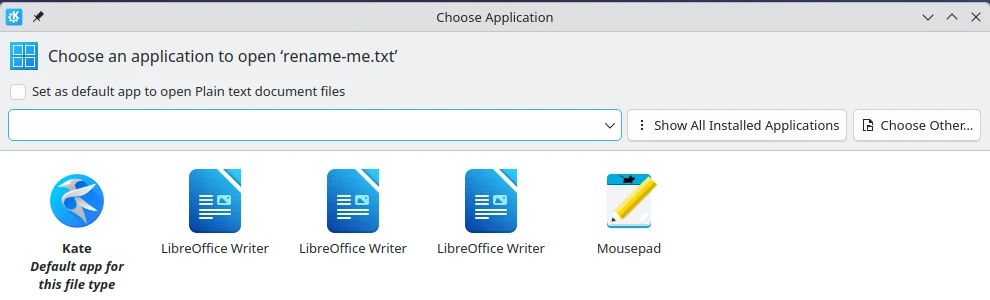 Choose Application
Choose an application to open ‘rename-me.txt’
Set as default app to open Plain text document files
Show All Installed Applications
Choose Other...
Kate
Default app for
this file type
LibreOffice Writer
LibreOffice Writer
LibreOffice Writer
Mousepad